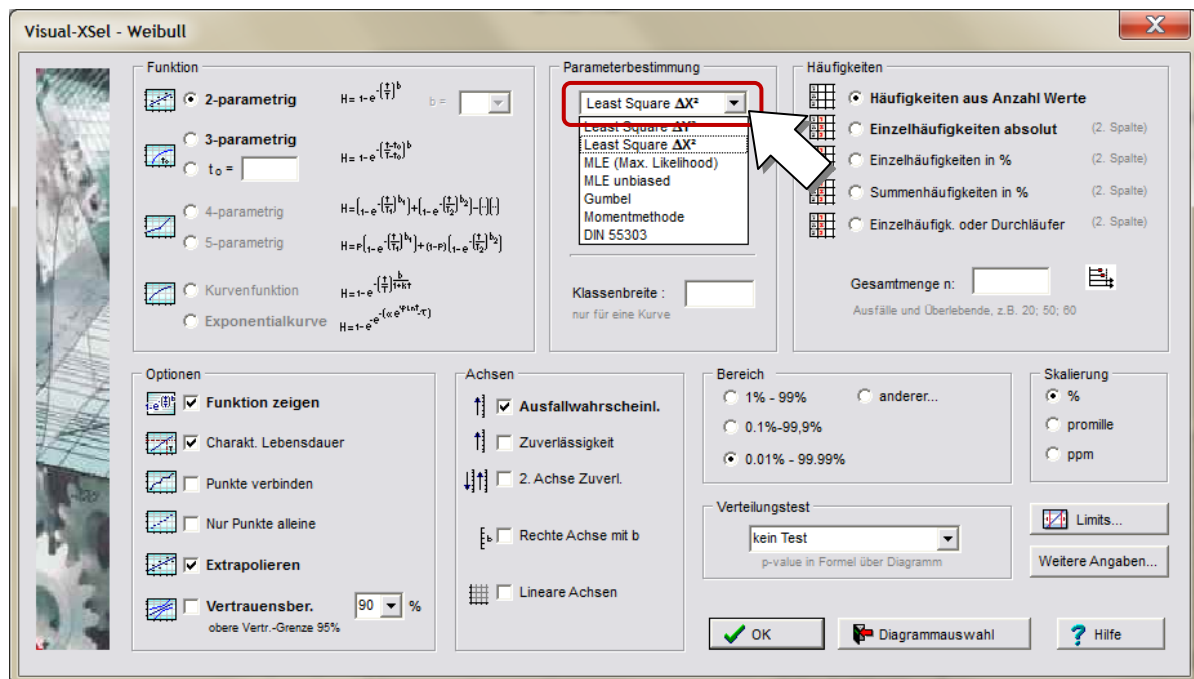 Visual-XSel - Weibull
X
Funktion
2-parametrig
b =
3-parametrig
t₀ =
4-parametrig
5-parametrig
Kurvenfunktion
Exponentialkurve
Parameterbestimmung
Least Square ΔX²
Least Square ΔY²
Least Square ΔX²
MLE (Max. Likelihood)
MLE unbiased
Gumbel
Momentmethode
DIN 55303
Klassenbreite :
nur für eine Kurve
Häufigkeiten
Häufigkeiten aus Anzahl Werte
Einzelhäufigkeiten absolut (2. Spalte)
Einzelhäufigkeiten in % (2. Spalte)
Summenhäufigkeiten in % (2. Spalte)
Einzelhäufigk. oder Durchläufer (2. Spalte)
Gesamtmenge n:
Ausfälle und Überlebende, z.B. 20; 50; 60
Optionen
Funktion zeigen
Charakt. Lebensdauer
Punkte verbinden
Nur Punkte alleine
Extrapolieren
Vertrauensber. 90 %
obere Vertr.-Grenze 95%
Achsen
Ausfallwahrscheinl.
Zuverlässigkeit
2. Achse Zuverl.
Rechte Achse mit b
Lineare Achsen
Bereich
1% - 99% anderer...
0.1%-99,9%
0.01% - 99.99%
Skalierung
%
promille
ppm
Verteilungstest
kein Test
p-value in Formel über Diagramm
Limits...
Weitere Angaben...
OK
Diagrammauswahl
Hilfe